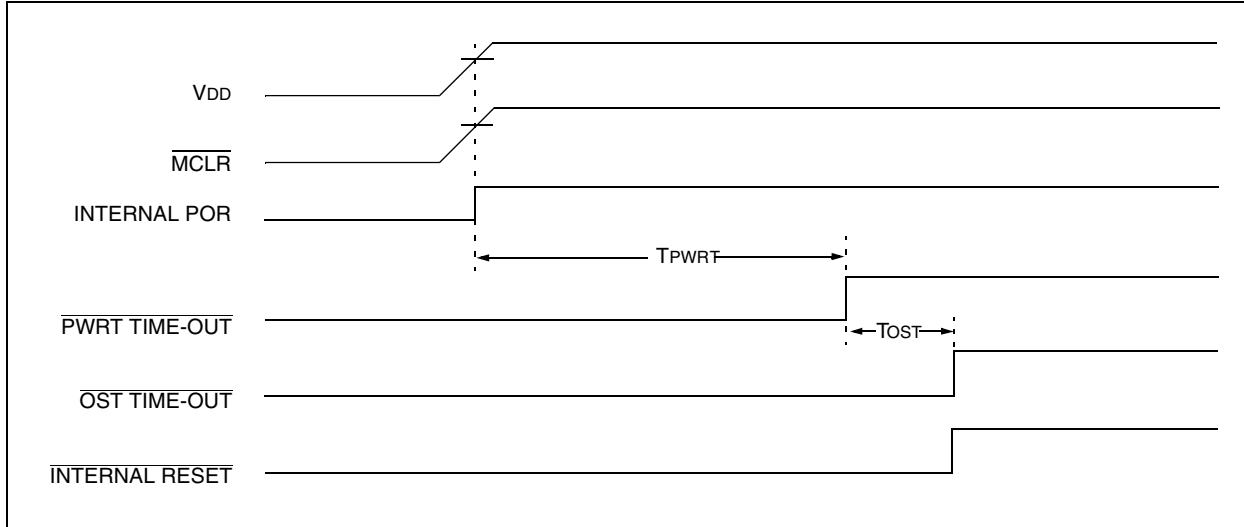 VDD
MCLR
INTERNAL POR
TPWRT
PWRT TIME-OUT
TOST
OST TIME-OUT
INTERNAL RESET